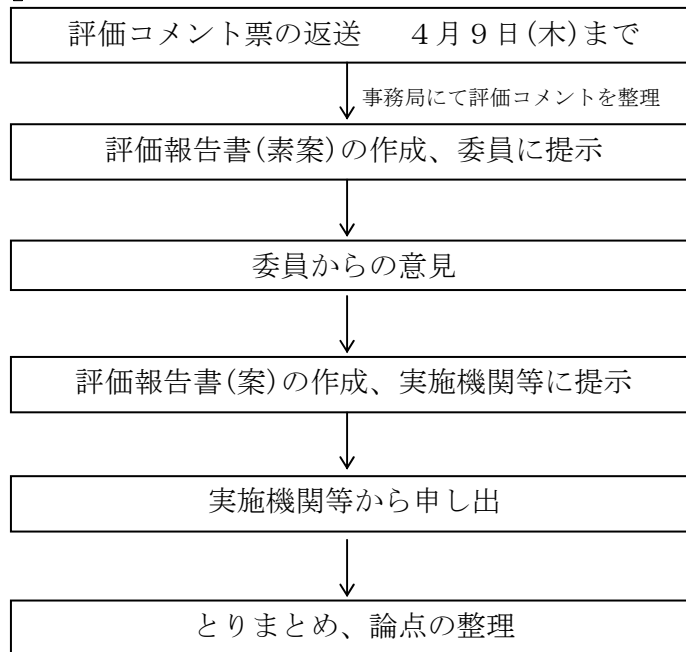 評価コメント票の返送　４月９日(木)まで
事務局にて評価コメントを整理
評価報告書(素案)の作成、委員に提示
委員からの意見
評価報告書(案)の作成、実施機関等に提示
実施機関等から申し出
とりまとめ、論点の整理